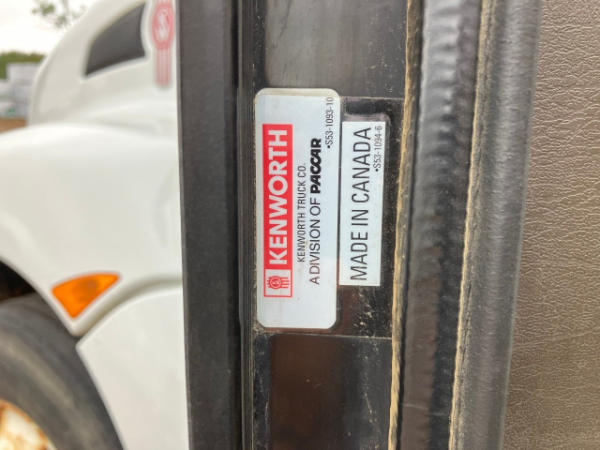 KENWORTH
KENWORTH TRUCK CO.
A DIVISION OF PACCAR
•S53-1093-10
MADE IN CANADA
•S53-1094-6